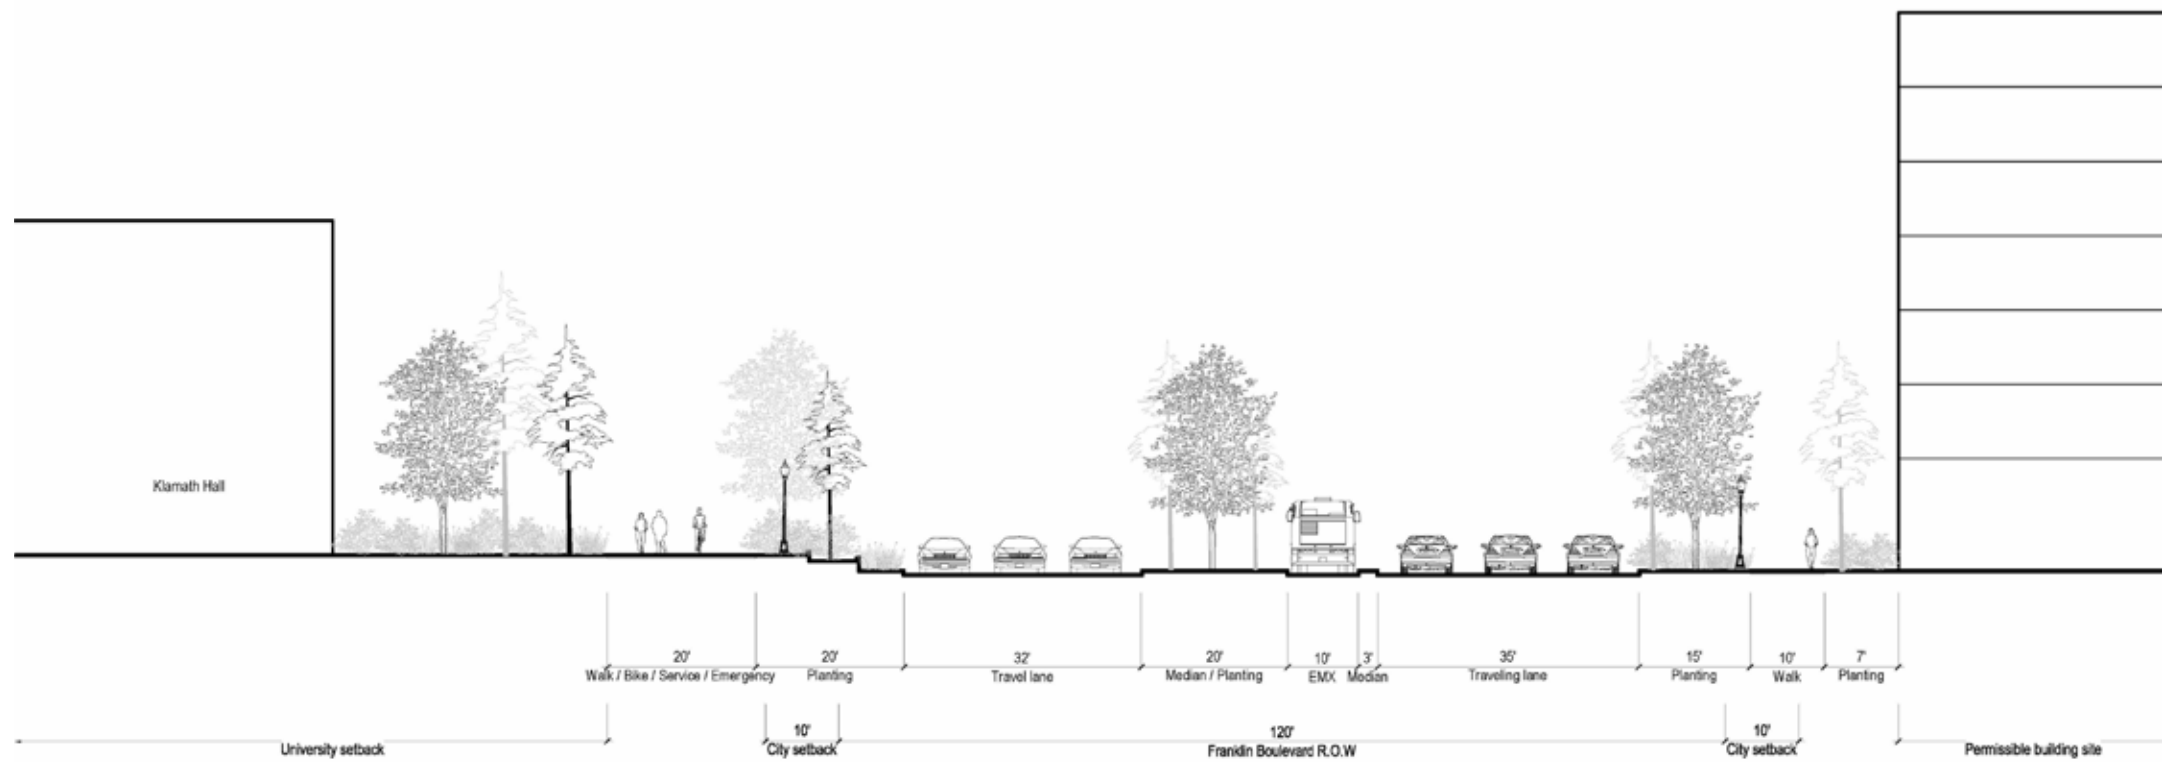 Klamath Hall
20' 20' 32' 20' 10' 3' 35' 15' 10' 7'
Walk / Bike / Service / Emergency Planting Travel lane Median / Planting EMX Median Traveling lane Planting Walk Planting
10' 120' 10'
University setback City setback Franklin Boulevard R.O.W City setback Permissible building site